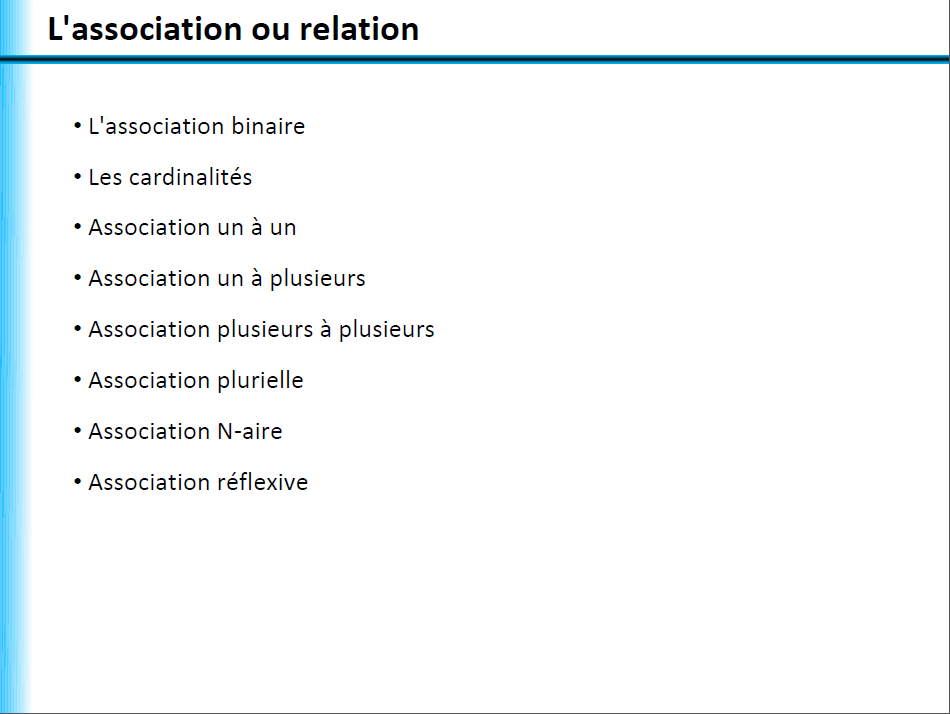 L'association ou relation
• L'association binaire
• Les cardinalités
• Association un à un
• Association un à plusieurs
• Association plusieurs à plusieurs
• Association plurielle
• Association N-aire
• Association réflexive